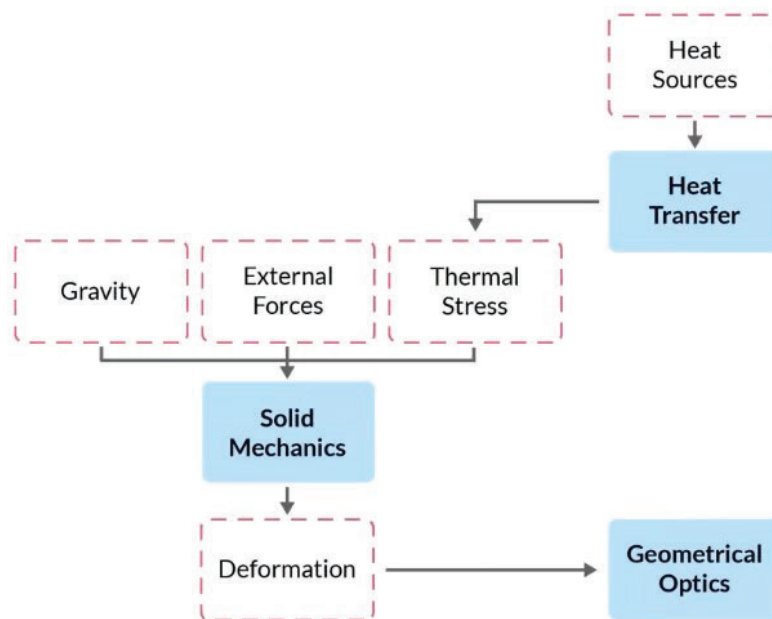 Heat
Sources
Heat
Transfer
Gravity
External
Forces
Thermal
Stress
Solid
Mechanics
Deformation
Geometrical
Optics